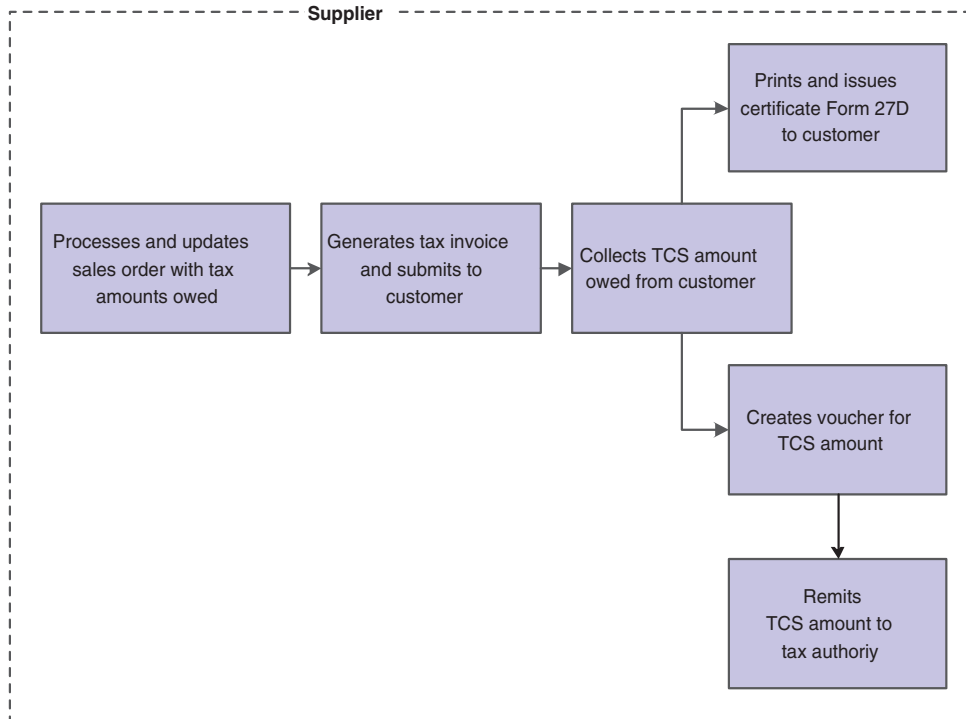 Supplier
Prints and issues
certificate Form 27D
to customer
Processes and updates
sales order with tax
amounts owed
Generates tax invoice
and submits to
customer
Collects TCS amount
owed from customer
Creates voucher for
TCS amount
Remits
TCS amount to
tax authoriy